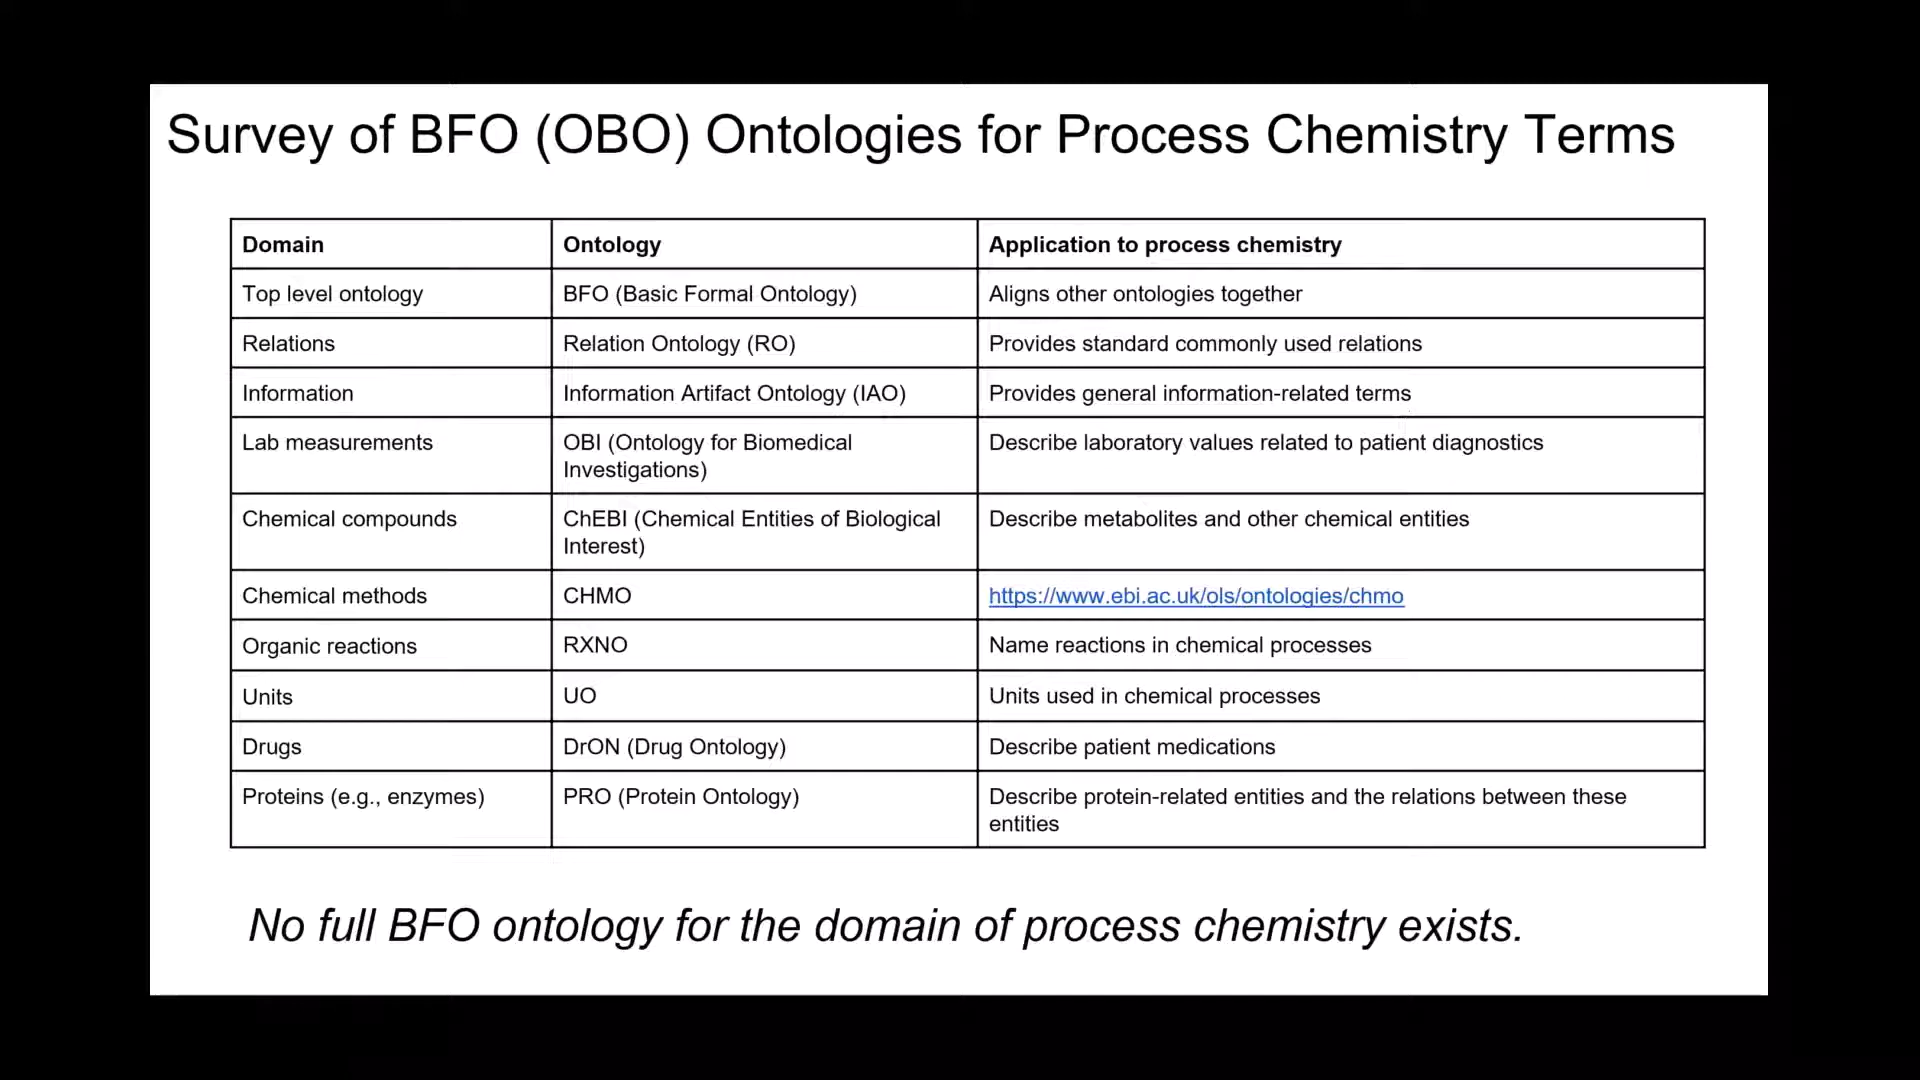 Survey of BFO (OBO) Ontologies for Process Chemistry Terms
Domain Ontology Application to process chemistry
Top level ontology BFO (Basic Formal Ontology) Aligns other ontologies together
Relations Relation Ontology (RO) Provides standard commonly used relations
Information Information Artifact Ontology (IAO) Provides general information-related terms
Lab measurements OBI (Ontology for Biomedical Describe laboratory values related to patient diagnostics
Investigations)
Chemical compounds ChEBI (Chemical Entities of Biological Describe metabolites and other chemical entities
Interest)
Chemical methods CHMO https://www.ebi.ac.uk/ols/ontologies/chmo
Organic reactions RXNO Name reactions in chemical processes
Units UO Units used in chemical processes
Drugs DrON (Drug Ontology) Describe patient medications
Proteins (e.g., enzymes) PRO (Protein Ontology) Describe protein-related entities and the relations between these
entities
No full BFO ontology for the domain of process chemistry exists.